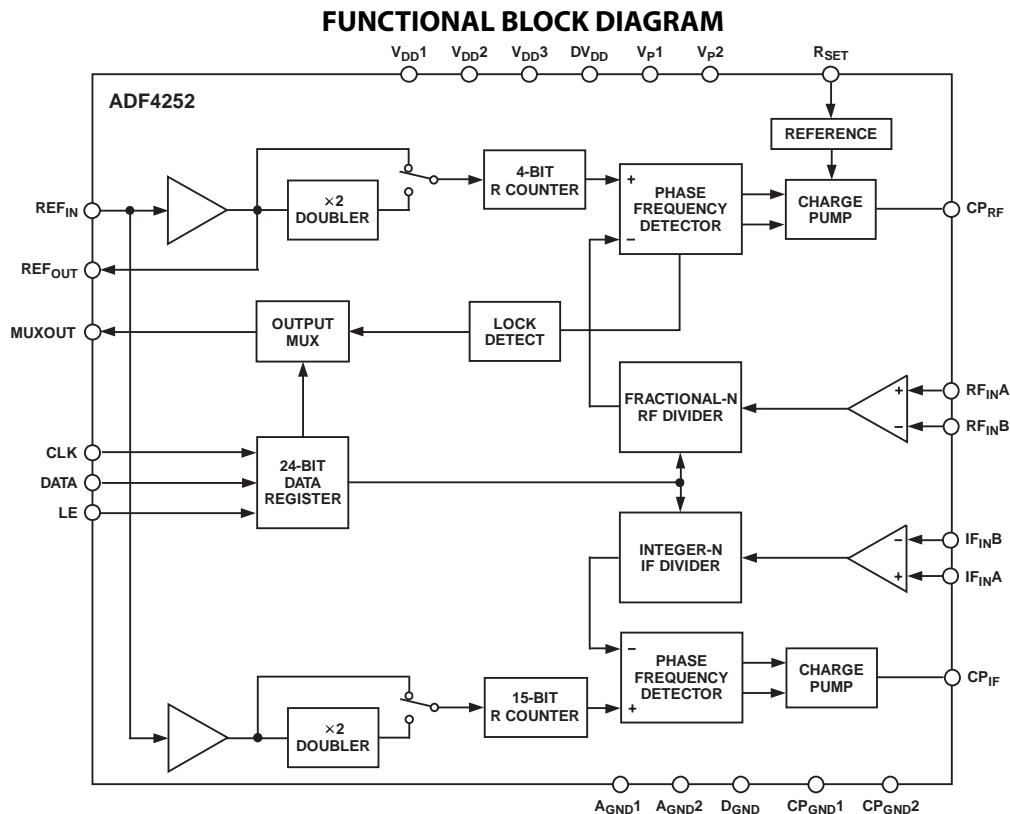 FUNCTIONAL BLOCK DIAGRAM
VDD1 VDD2 VDD3 DVDD VP1 VP2 RSET
ADF4252
REFERENCE
4-BIT
R COUNTER
+
PHASE
FREQUENCY
DETECTOR
–
CHARGE
PUMP
CPRF
REFIN
×2
DOUBLER
REFOUT
MUXOUT
OUTPUT
MUX
LOCK
DETECT
FRACTIONAL-N
RF DIVIDER
+
–
RFINA
RFINB
CLK
DATA
LE
24-BIT
DATA
REGISTER
INTEGER-N
IF DIVIDER
–
+
IFINB
IFINA
–
PHASE
FREQUENCY
DETECTOR
+
CHARGE
PUMP
CPIF
15-BIT
R COUNTER
×2
DOUBLER
AGND1 AGND2 DGND CPGND1 CPGND2